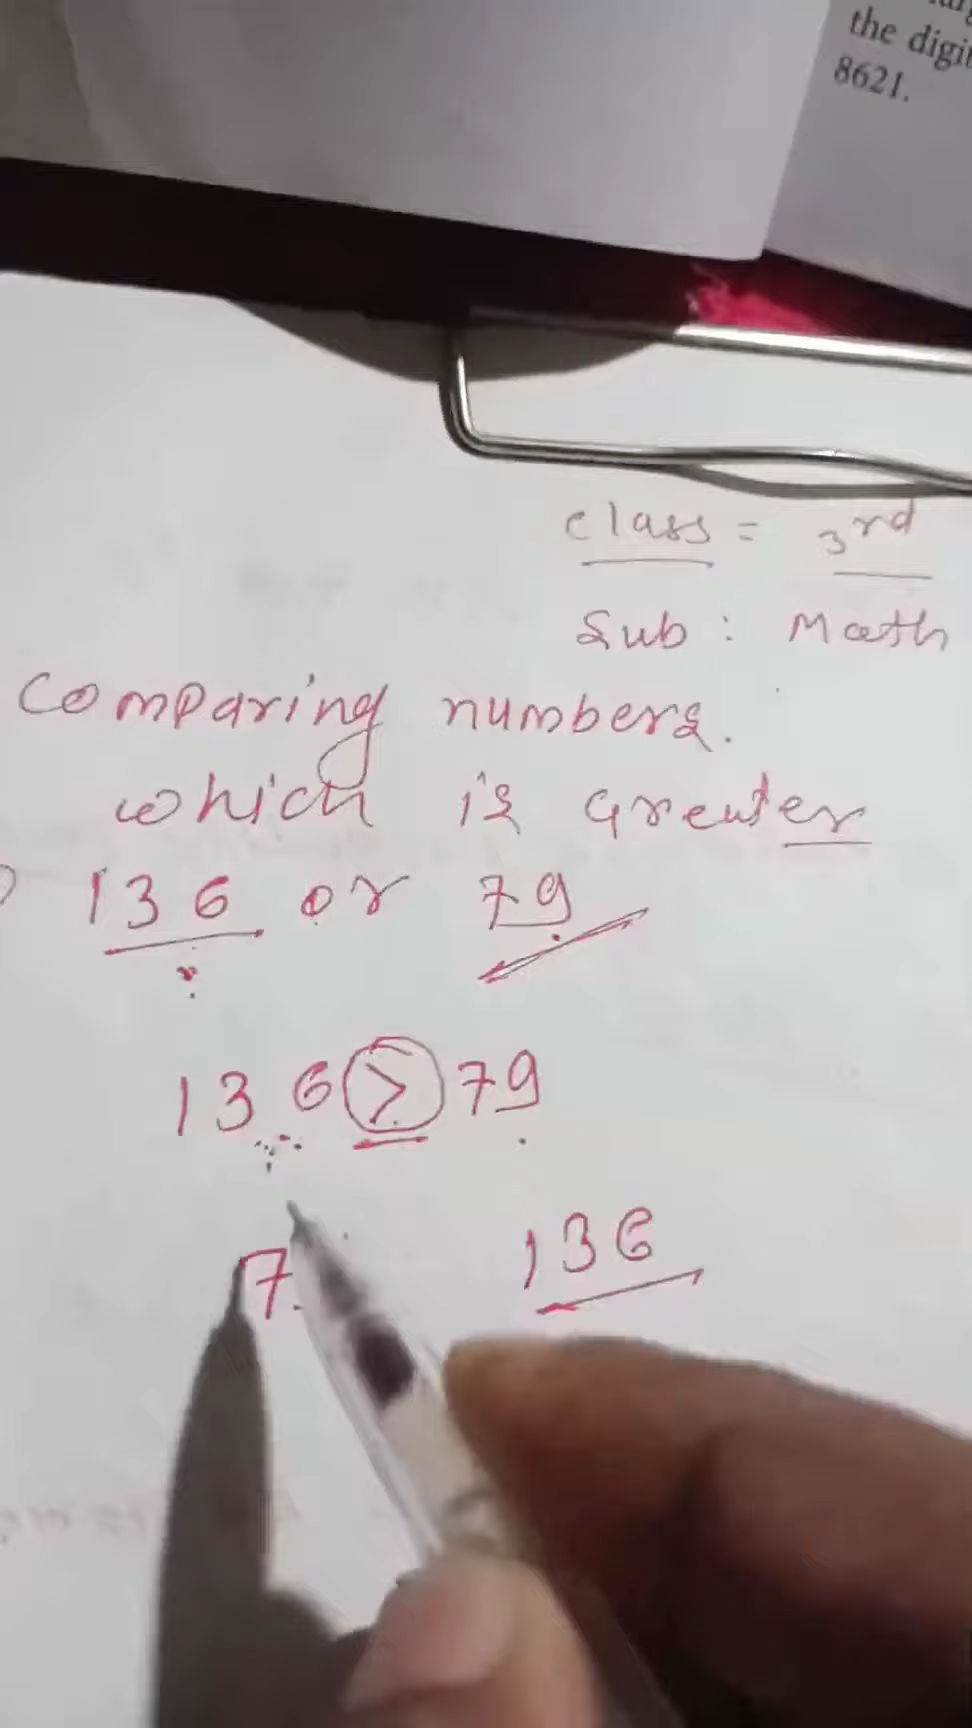 the digi
8621.
class = 3rd
Sub : Math
Comparing numbers.
which is Greater
136 or 79
136 > 79
7 136